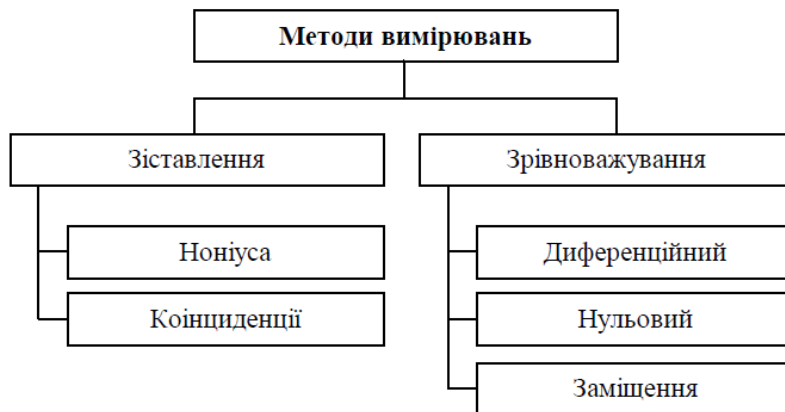 Методи вимірювань
Зіставлення
Зрівноважування
Ноніуса
Диференційний
Коінциденції
Нульовий
Заміщення